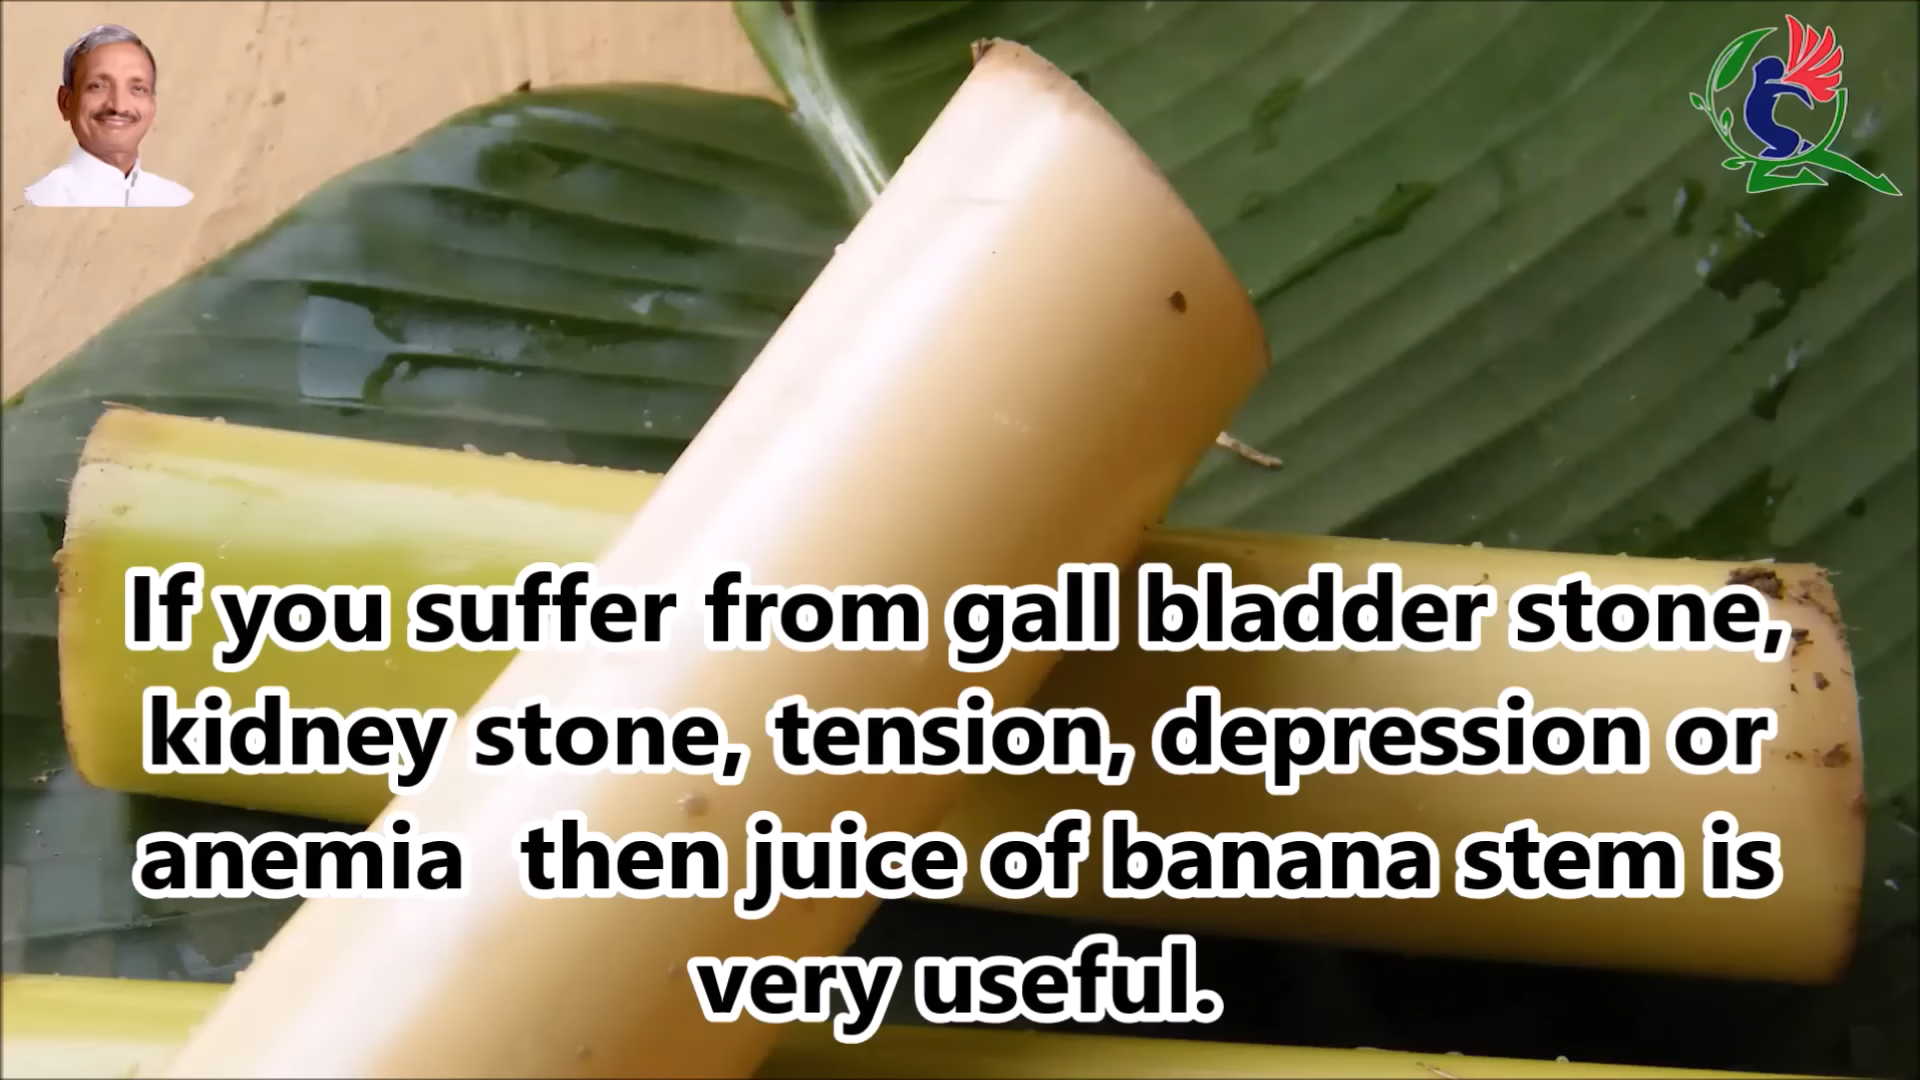 If you suffer from gall bladder stone,
kidney stone, tension, depression or
anemia then juice of banana stem is
very useful.